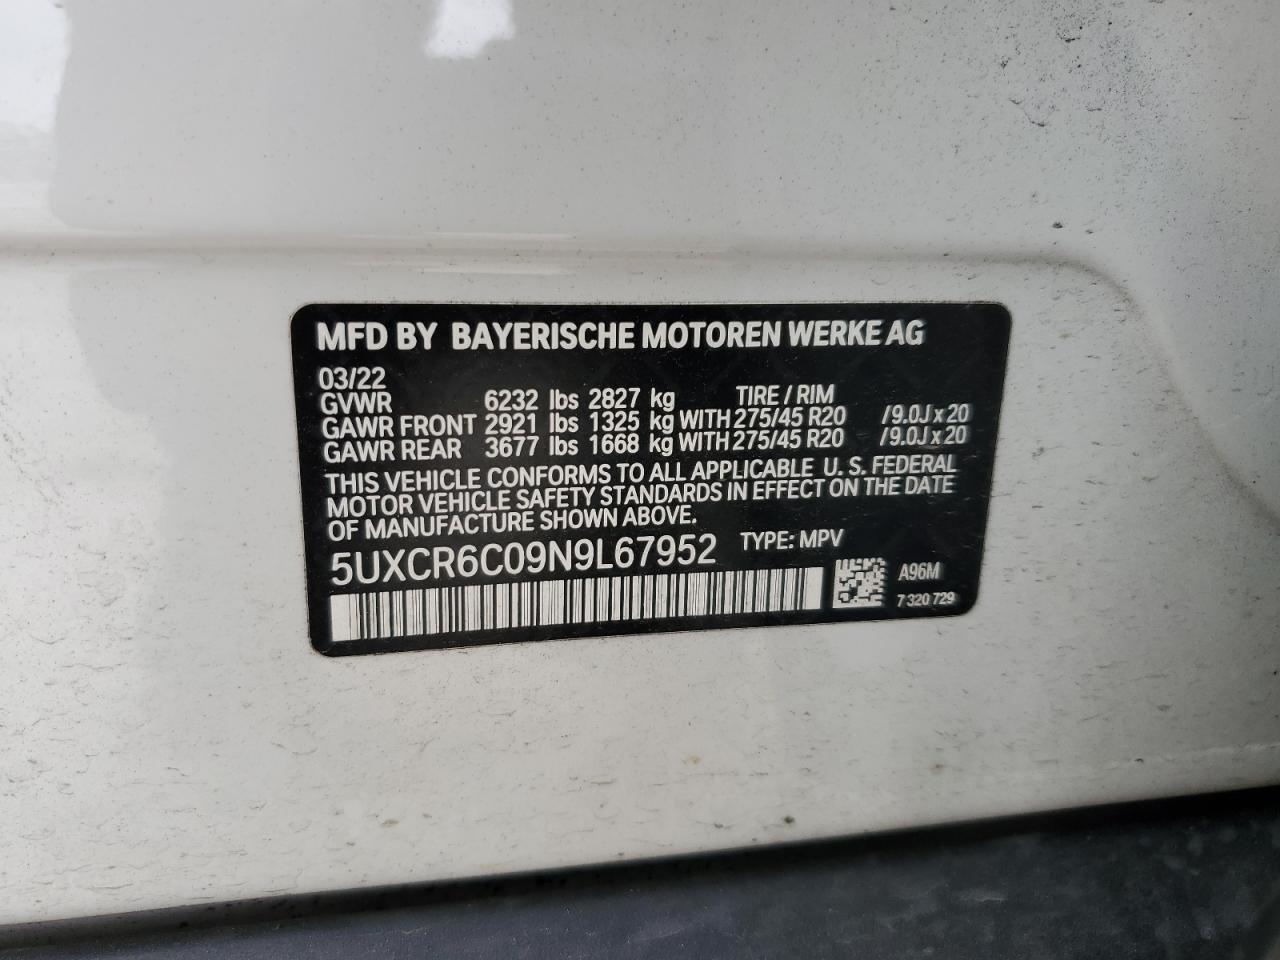 MFD BY BAYERISCHE MOTOREN WERKE AG
03/22
GVWR 6232 lbs 2827 kg TIRE / RIM
GAWR FRONT 2921 lbs 1325 kg WITH 275/45 R20 /9.0J x 20
GAWR REAR 3677 lbs 1668 kg WITH 275/45 R20 /9.0J x 20
THIS VEHICLE CONFORMS TO ALL APPLICABLE U. S. FEDERAL
MOTOR VEHICLE SAFETY STANDARDS IN EFFECT ON THE DATE
OF MANUFACTURE SHOWN ABOVE.
5UXCR6C09N9L67952 TYPE: MPV
A96M
7 320 729